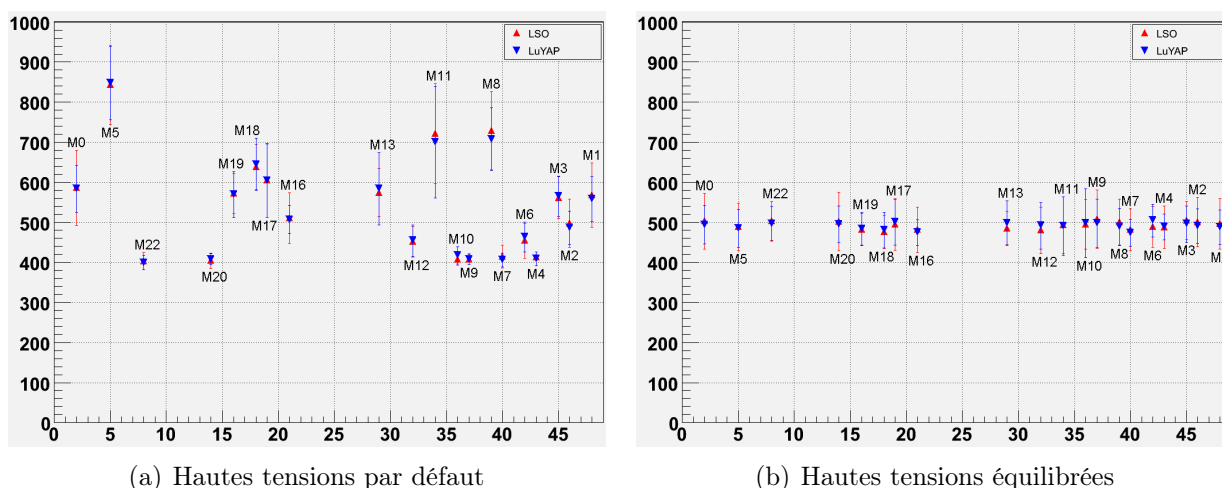 1000
900
800
700
600
500
400
300
200
100
0
0 5 10 15 20 25 30 35 40 45
LSO
LuYAP
M0
M5
M22
M20
M19
M18
M17
M16
M13
M12
M11
M10
M9
M8
M7
M6
M4
M3
M2
M1
(a) Hautes tensions par défaut
1000
900
800
700
600
500
400
300
200
100
0
0 5 10 15 20 25 30 35 40 45
LSO
LuYAP
M0
M5
M22
M20
M19
M18
M17
M16
M13
M12
M11
M10
M9
M8
M7
M6
M4
M3
M2
(b) Hautes tensions équilibrées